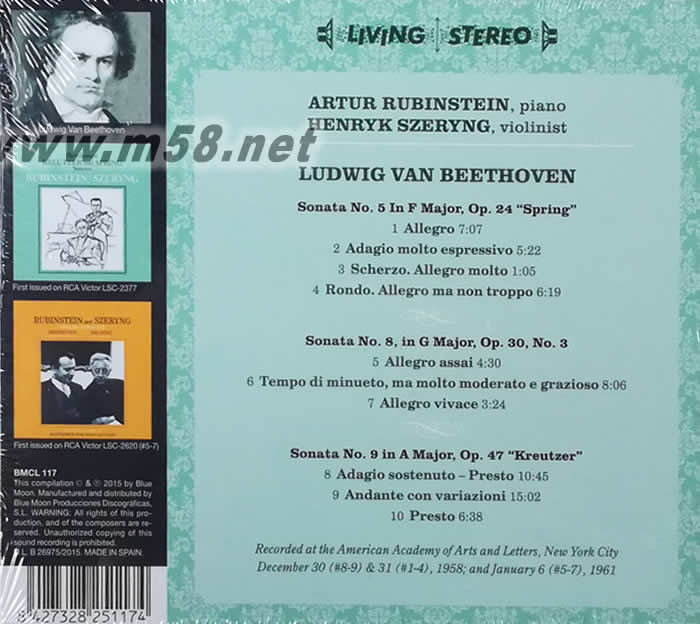 Ludwig Van Beethoven
www.m58.net
RUBINSTEIN SZERYNG
First issued on RCA Victor LSC-2377
RUBINSTEIN and SZERYNG
BEETHOVEN BRAHMS
First issued on RCA Victor LSC-2620 (#5-7)
BMCL 117
This compilation © & ℗ 2015 by Blue
Moon. Manufactured and distributed by
Blue Moon Producciones Discográficas,
S.L. WARNING: All rights of this pro-
duction, and of the composers are re-
served. Unauthorized copying of this
sound recording is prohibited.
D.L. B 26975/2015. MADE IN SPAIN.
8 427328 251174
LIVING STEREO
ARTUR RUBINSTEIN, piano
HENRYK SZERYNG, violinist
LUDWIG VAN BEETHOVEN
Sonata No. 5 In F Major, Op. 24 “Spring”
1 Allegro 7:07
2 Adagio molto espressivo 5:22
3 Scherzo. Allegro molto 1:05
4 Rondo. Allegro ma non troppo 6:19
Sonata No. 8, in G Major, Op. 30, No. 3
5 Allegro assai 4:30
6 Tempo di minueto, ma molto moderato e grazioso 8:06
7 Allegro vivace 3:24
Sonata No. 9 in A Major, Op. 47 “Kreutzer”
8 Adagio sostenuto – Presto 10:45
9 Andante con variazioni 15:02
10 Presto 6:38
Recorded at the American Academy of Arts and Letters, New York City
December 30 (#8-9) & 31 (#1-4), 1958; and January 6 (#5-7), 1961